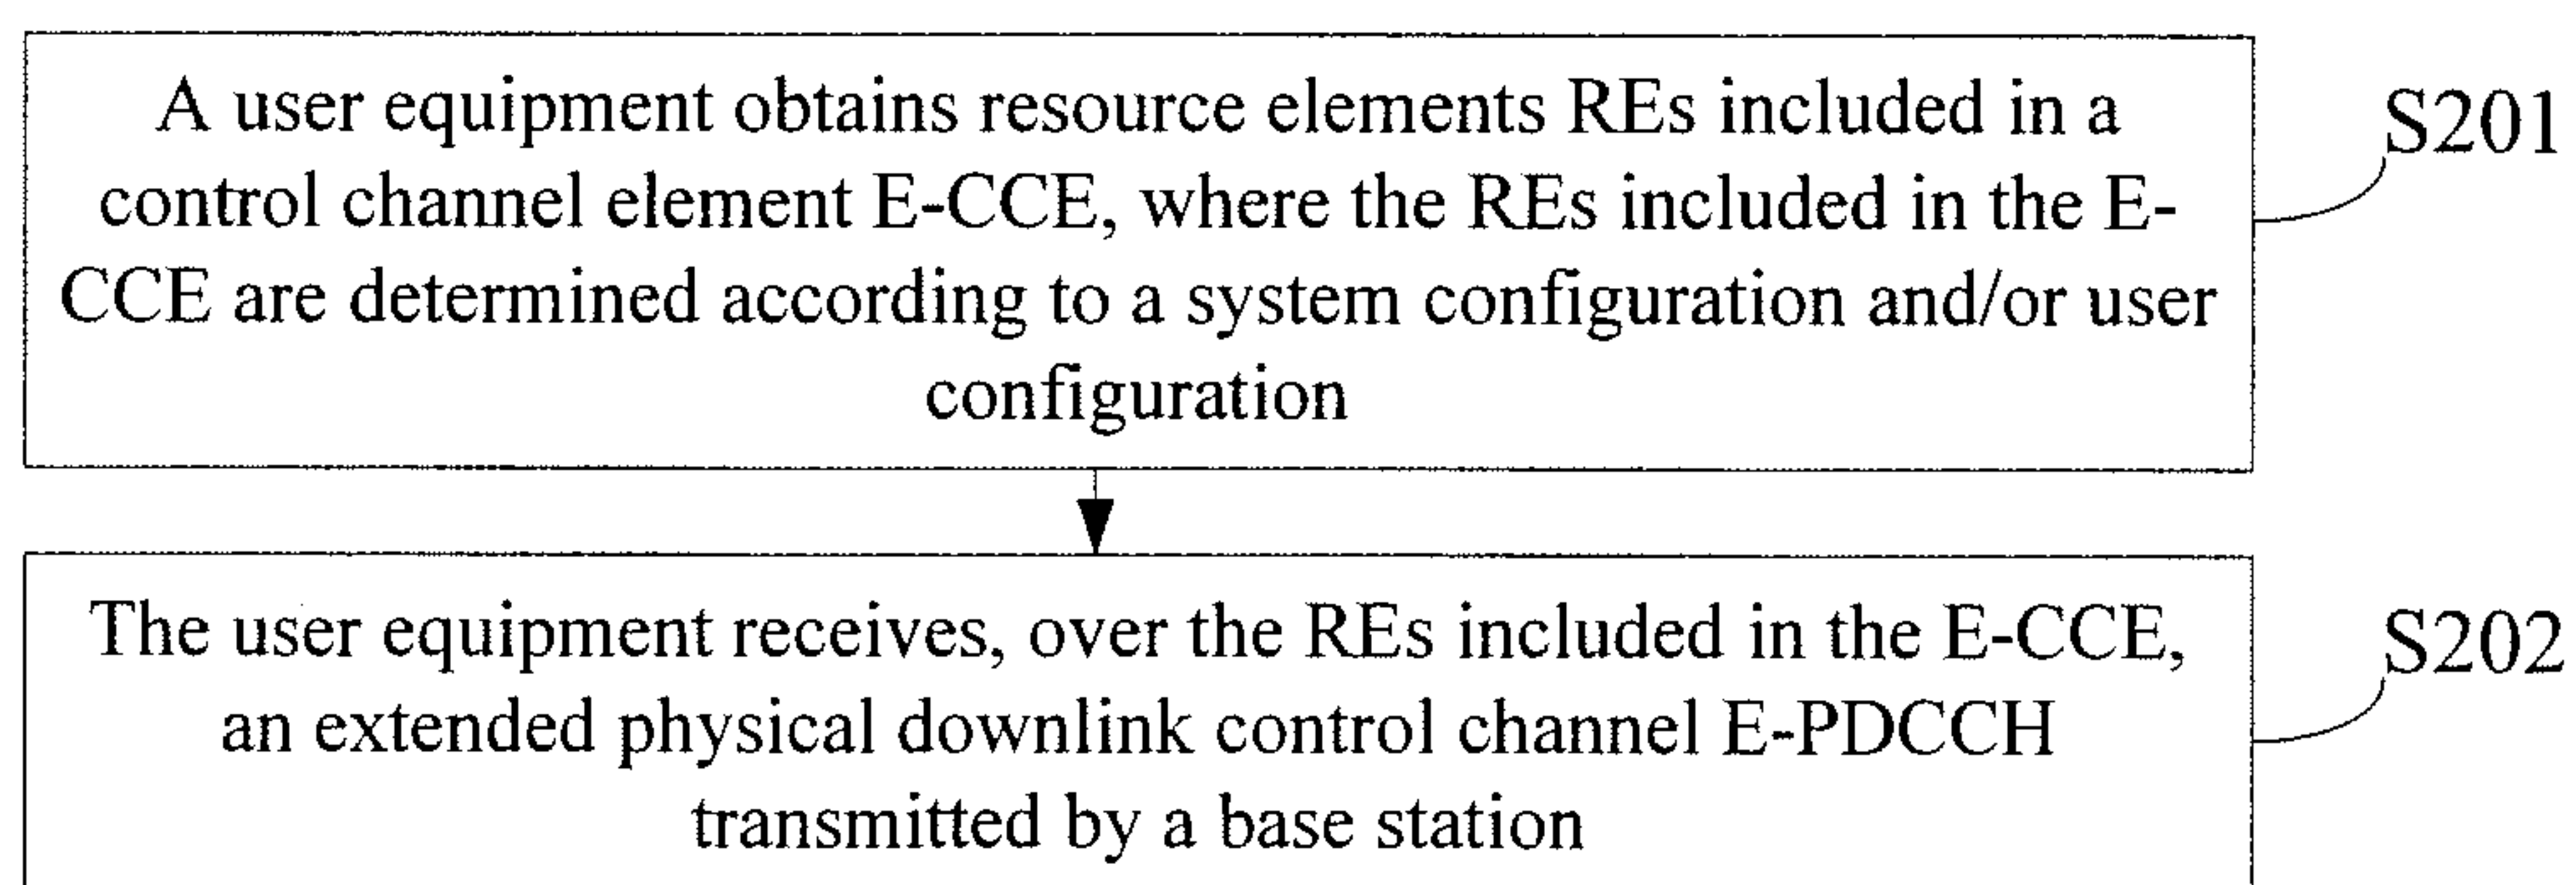 A user equipment obtains resource elements REs included in a
control channel element E-CCE, where the REs included in the E-
CCE are determined according to a system configuration and/or user
configuration
S201
The user equipment receives, over the REs included in the E-CCE,
an extended physical downlink control channel E-PDCCH
transmitted by a base station
S202